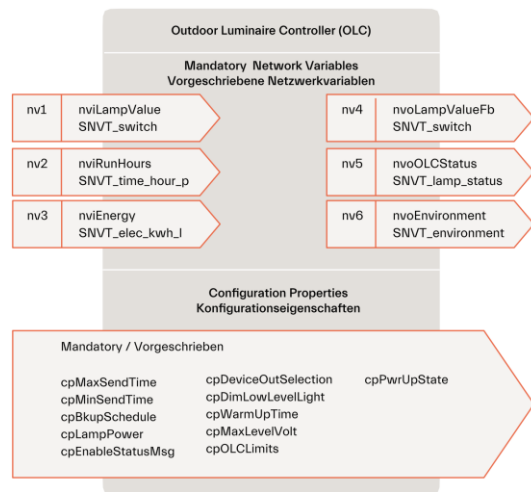 Outdoor Luminaire Controller (OLC)
Mandatory Network Variables
Vorgeschriebene Netzwerkvariablen
nv1
nviLampValue
SNVT_switch
nv4
nvoLampValueFb
SNVT_switch
nv2
nviRunHours
SNVT_time_hour_p
nv5
nvoOLCStatus
SNVT_lamp_status
nv3
nviEnergy
SNVT_elec_kwh_l
nv6
nvoEnvironment
SNVT_environment
Configuration Properties
Konfigurationseigenschaften
Mandatory / Vorgeschrieben
cpMaxSendTime
cpMinSendTime
cpBkupSchedule
cpLampPower
cpEnableStatusMsg
cpDeviceOutSelection
cpDimLowLevelLight
cpWarmUpTime
cpMaxLevelVolt
cpOLCLimits
cpPwrUpState